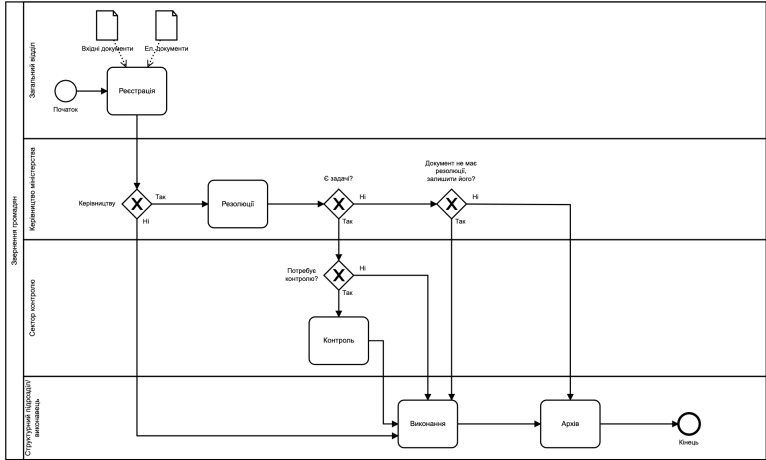 Звернення громадян
Загальний відділ
Вхідні документи
Ел. документи
Реєстрація
Початок
Керівництво міністерства
Керівництву
Так
Ні
Резолюції
Є задачі?
Ні
Так
Документ не має
резолюції,
залишити його?
Ні
Так
Сектор контролю
Потребує
контролю?
Ні
Так
Контроль
Структурний підрозділ/
виконавець
Виконання
Архів
Кінець